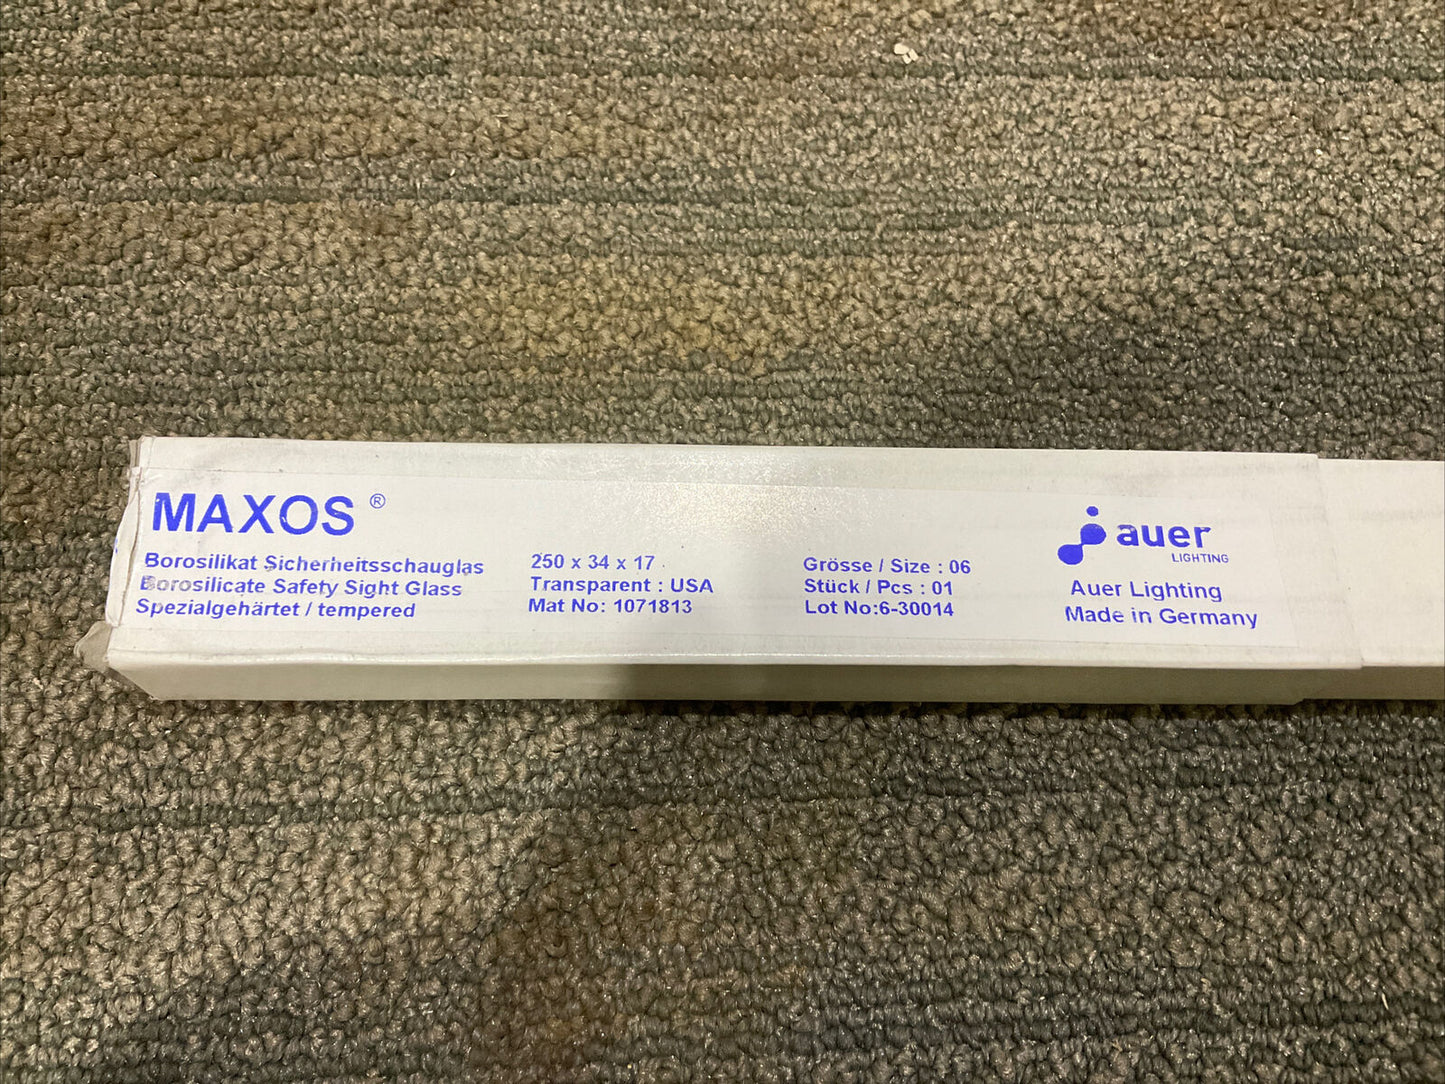 MAXOS ®
Borosilikat Sicherheitsschauglas
Borosilicate Safety Sight Glass
Spezialgehärtet / tempered
250 x 34 x 17
Transparent : USA
Mat No: 1071813
Grösse / Size : 06
Stück / Pcs : 01
Lot No:6-30014
auer
LIGHTING
Auer Lighting
Made in Germany